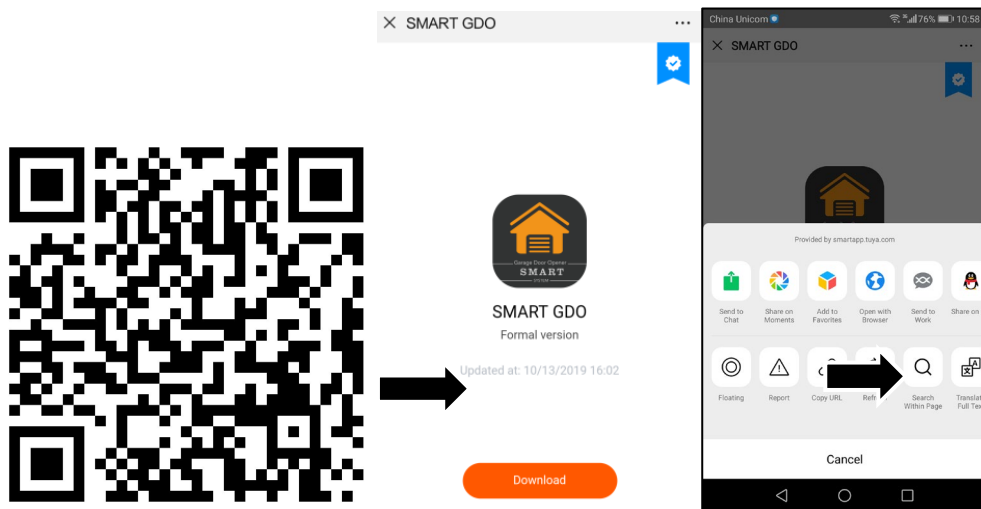 SMART GDO
Garage Door Opener
SMART
SYSTEM
SMART GDO
Formal version
Updated at: 10/13/2019 16:02
Download
China Unicom
76%
10:58
SMART GDO
Provided by smartapp.tuya.com
Send to Chat
Share on Moments
Add to Favorites
Open with Browser
Send to Work
Share on
Floating
Report
Copy URL
Search Within Page
Full
Cancel